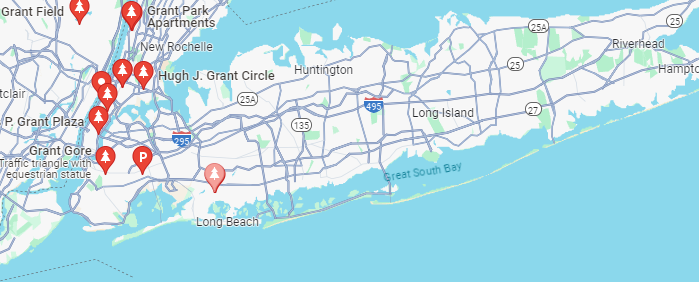 Grant Field
Grant Park
Apartments
New Rochelle
25A
25
Riverhead
Hampto
Huntington
Hugh J. Grant Circle
25
tclair
25A
495
Long Island
27
P. Grant Plaza
135
295
Grant Gore
Traffic triangle with
equestrian statue
P
Great South Bay
Long Beach